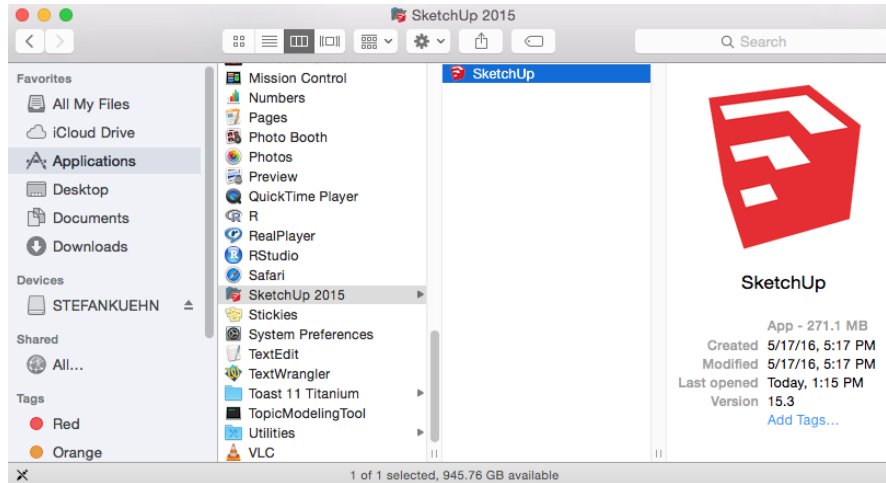 SketchUp 2015
Search
Favorites
All My Files
iCloud Drive
Applications
Desktop
Documents
Downloads
Devices
STEFANKUEHN
Shared
All...
Tags
Red
Orange
Mission Control
Numbers
Pages
Photo Booth
Photos
Preview
QuickTime Player
R
RealPlayer
RStudio
Safari
SketchUp 2015
Stickies
System Preferences
TextEdit
TextWrangler
Toast 11 Titanium
TopicModelingTool
Utilities
VLC
SketchUp
SketchUp
App - 271.1 MB
Created 5/17/16, 5:17 PM
Modified 5/17/16, 5:17 PM
Last opened Today, 1:15 PM
Version 15.3
Add Tags...
1 of 1 selected, 945.76 GB available